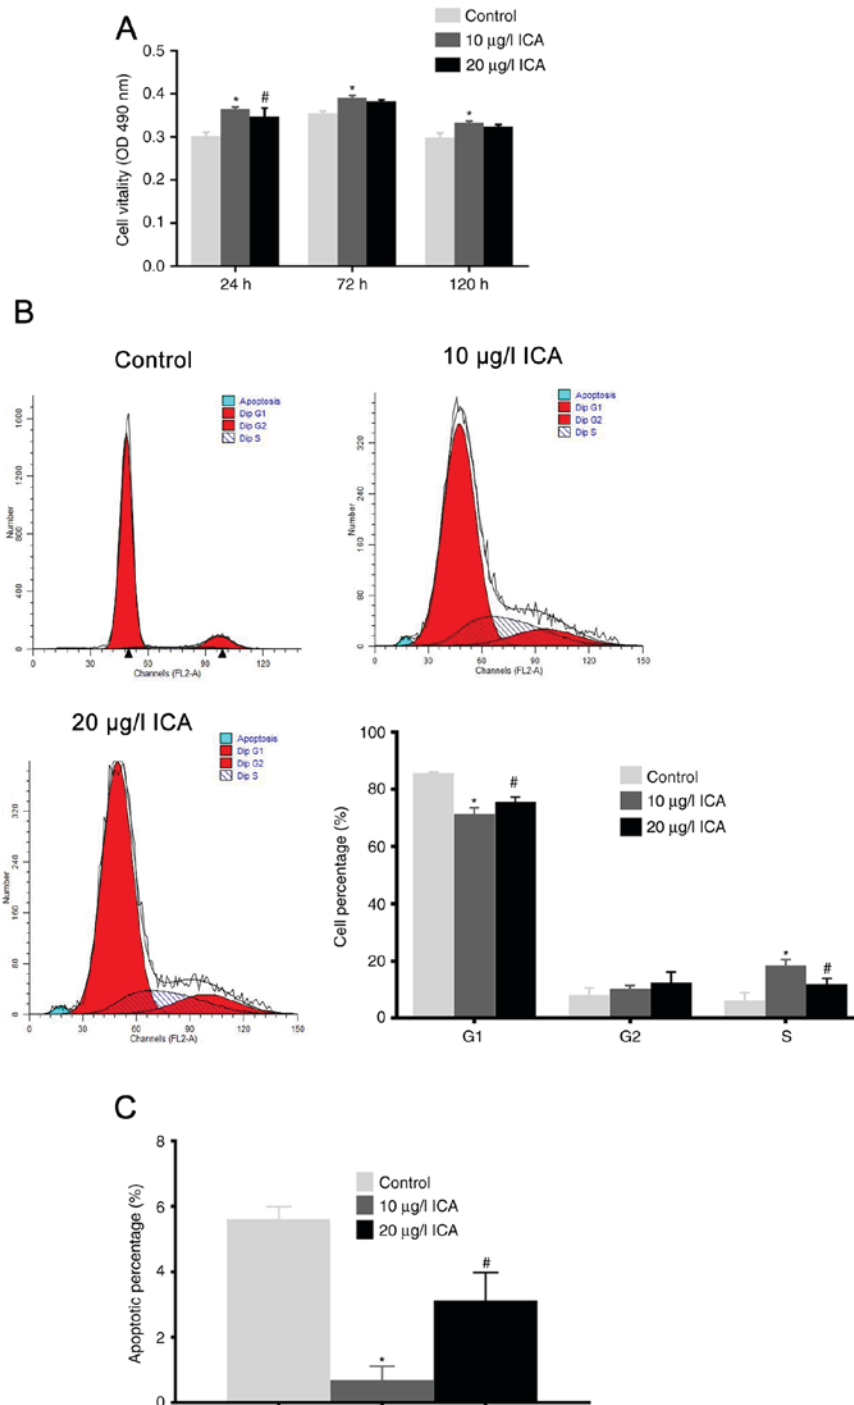 A
Control
10 µg/l ICA
20 µg/l ICA
Cell vitality (OD 490 nm)
0.5
0.4
0.3
0.2
0.1
0.0
* #
*
*
24 h 72 h 120 h
B
Control
Apoptosis
Dip G1
Dip G2
Dip S
Number
1600
1200
800
400
0
0 30 60 90 120
Channels (FL2-A)
10 µg/l ICA
Apoptosis
Dip G1
Dip G2
Dip S
Number
320
240
160
80
0
0 30 60 90 120 150
Channels (FL2-A)
20 µg/l ICA
Apoptosis
Dip G1
Dip G2
Dip S
Number
320
240
160
80
0
0 30 60 90 120 150
Channels (FL2-A)
Cell percentage (%)
100
80
60
40
20
0
Control
10 µg/l ICA
20 µg/l ICA
* #
* #
G1 G2 S
C
Apoptotic percentage (%)
8
6
4
2
0
Control
10 µg/l ICA
20 µg/l ICA
* #